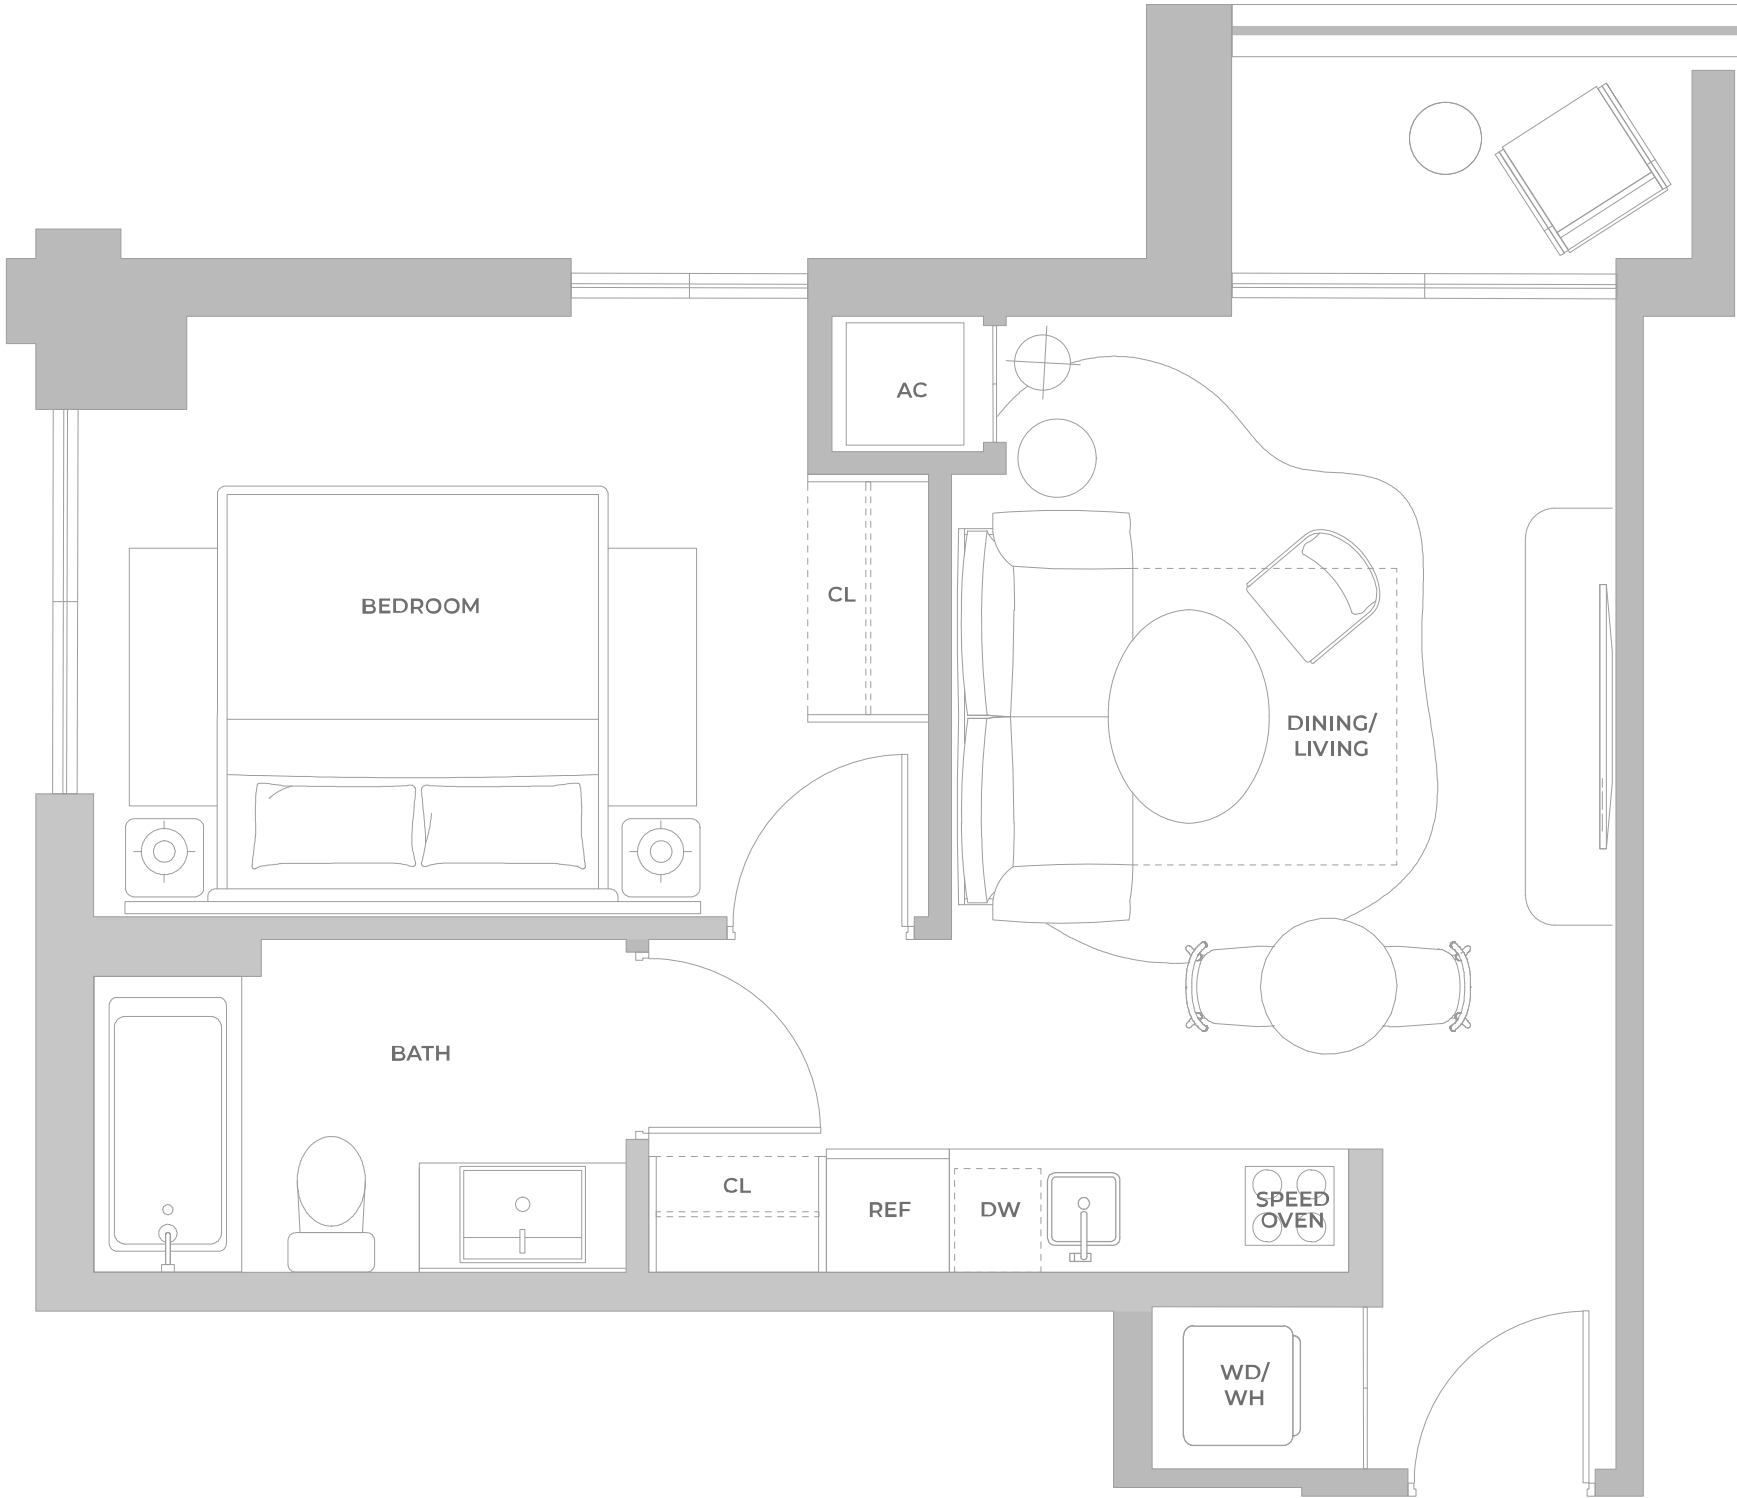 AC
BEDROOM
CL
DINING/
LIVING
BATH
CL
REF
DW
SPEED
OVEN
WD/
WH